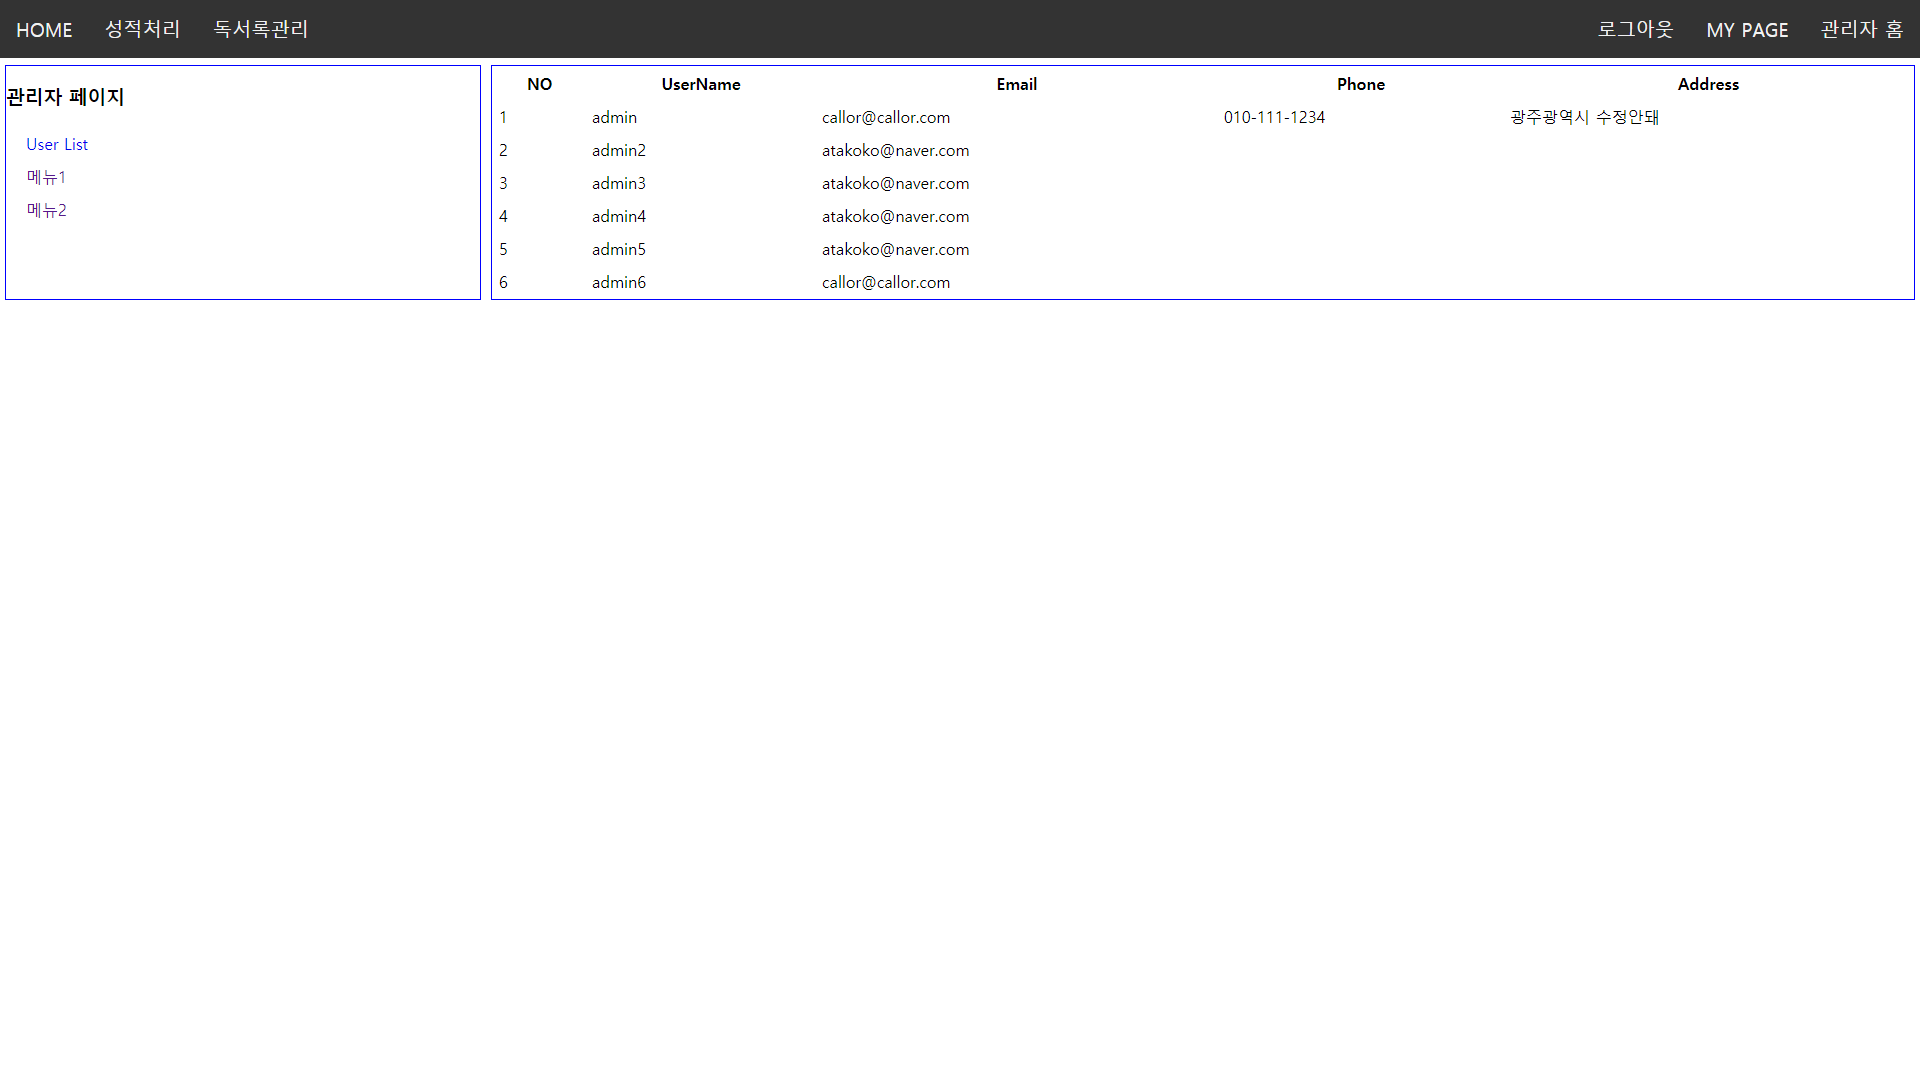 HOME 성적처리 독서록관리 로그아웃 MY PAGE 관리자 홈
관리자 페이지
User List
메뉴1
메뉴2
NO UserName Email Phone Address
1 admin callor@callor.com 010-111-1234 광주광역시 수정안돼
2 admin2 atakoko@naver.com
3 admin3 atakoko@naver.com
4 admin4 atakoko@naver.com
5 admin5 atakoko@naver.com
6 admin6 callor@callor.com